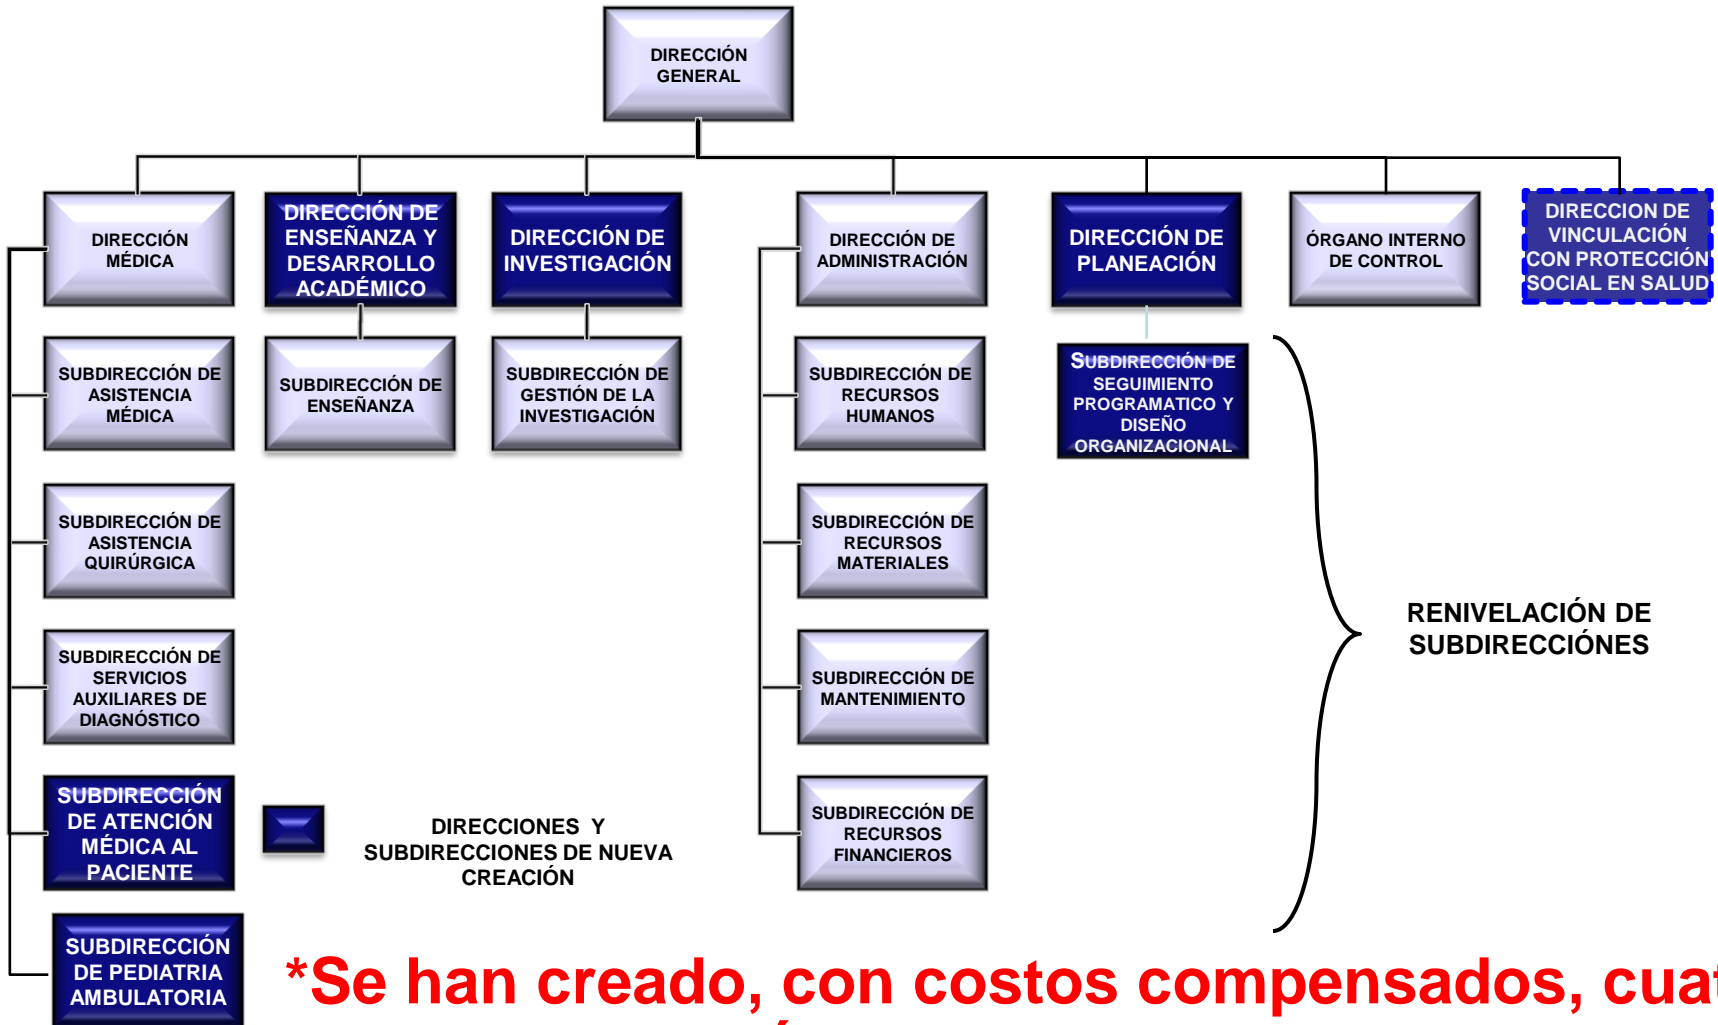 DIRECCIÓN
GENERAL
DIRECCIÓN
MÉDICA
DIRECCIÓN DE
ENSEÑANZA Y
DESARROLLO
ACADÉMICO
DIRECCIÓN DE
INVESTIGACIÓN
DIRECCIÓN DE
ADMINISTRACIÓN
DIRECCIÓN DE
PLANEACIÓN
ÓRGANO INTERNO
DE CONTROL
DIRECCION DE
VINCULACIÓN
CON PROTECCIÓN
SOCIAL EN SALUD
SUBDIRECCIÓN DE
ASISTENCIA
MÉDICA
SUBDIRECCIÓN DE
ENSEÑANZA
SUBDIRECCIÓN DE
GESTIÓN DE LA
INVESTIGACIÓN
SUBDIRECCIÓN DE
RECURSOS
HUMANOS
SUBDIRECCIÓN DE
SEGUIMIENTO
PROGRAMATICO Y
DISEÑO
ORGANIZACIONAL
SUBDIRECCIÓN DE
ASISTENCIA
QUIRÚRGICA
SUBDIRECCIÓN DE
RECURSOS
MATERIALES
RENIVELACIÓN DE
SUBDIRECCIÓNES
SUBDIRECCIÓN DE
SERVICIOS
AUXILIARES DE
DIAGNÓSTICO
SUBDIRECCIÓN DE
MANTENIMIENTO
SUBDIRECCIÓN
DE ATENCIÓN
MÉDICA AL
PACIENTE
DIRECCIONES Y
SUBDIRECCIONES DE NUEVA
CREACIÓN
SUBDIRECCIÓN DE
RECURSOS
FINANCIEROS
SUBDIRECCIÓN
DE PEDIATRIA
AMBULATORIA
*Se han creado, con costos compensados,